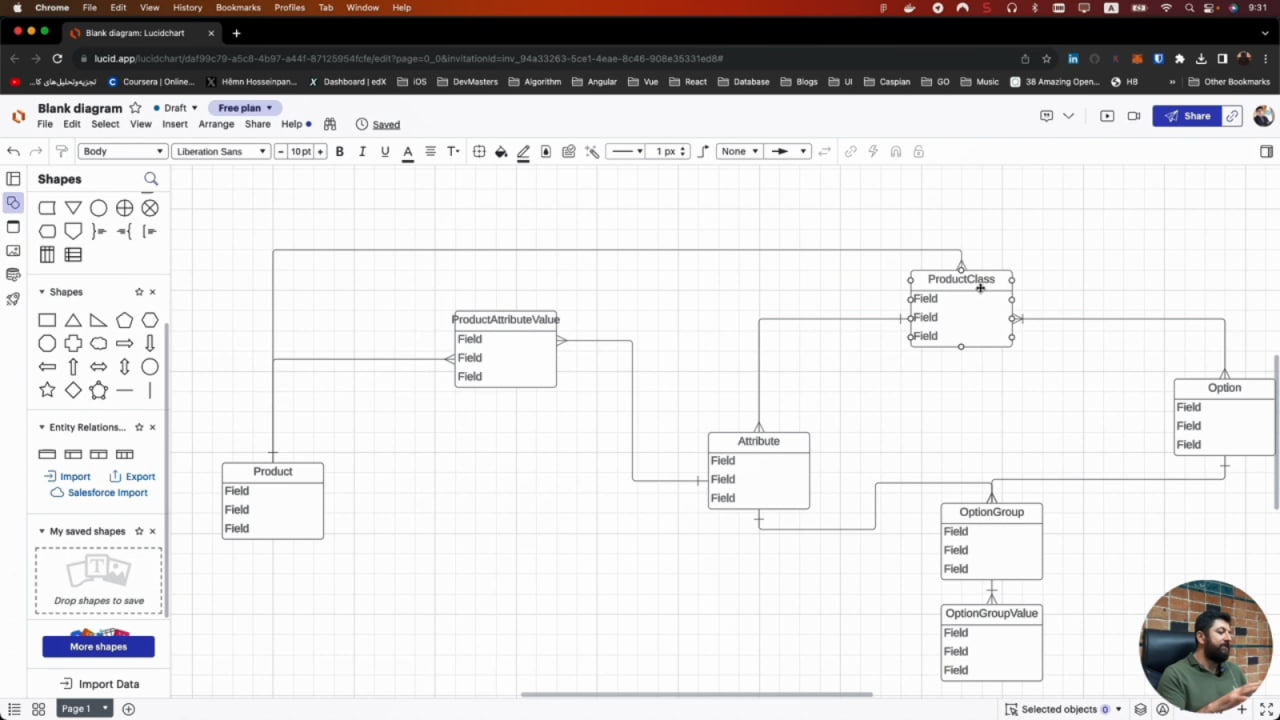 Chrome File Edit View History Bookmarks Profiles Tab Window Help A 9:31
Blank diagram: Lucidchart
lucid.app/lucidchart/daf99c79-a5c8-4b97-a44f-87125954fcfe/edit?page=0_0&invitationId=inv_94a33263-5ce1-4eae-8c46-908e35331ed8#
تجزیه‌وتحلیل‌های کا... Coursera | Online... Hêmn Hosseinpan... Dashboard | edX iOS DevMasters Algorithm Angular Vue React Database Blogs UI Caspian GO Music 38 Amazing Open... HB Other Bookmarks
Blank diagram Draft Free plan
File Edit Select View Insert Arrange Share Help Saved
Share
Body Liberation Sans 10 pt B I U A T 1 px None
Shapes
Shapes
Entity Relations...
Import Export
Salesforce Import
My saved shapes
Drop shapes to save
More shapes
Import Data
ProductClass
Field
Field
Field
ProductAttributeValue
Field
Field
Field
Option
Field
Field
Field
Attribute
Field
Field
Field
Product
Field
Field
Field
OptionGroup
Field
Field
Field
OptionGroupValue
Field
Field
Field
Page 1 Selected objects 0